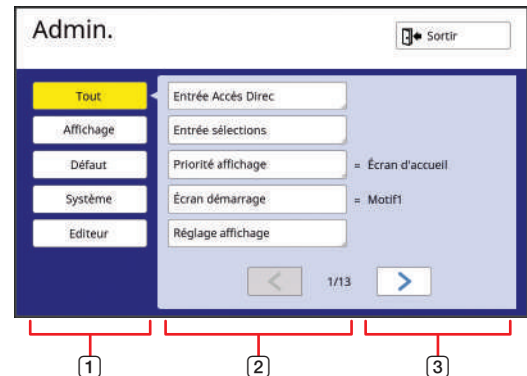 Admin.
Sortir
Tout
Entrée Accès Direc
Affichage
Entrée sélections
Défaut
Priorité affichage = Écran d'accueil
Système
Écran démarrage = Motif1
Editeur
Réglage affichage
1/13
1 2 3